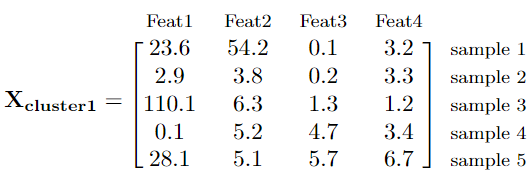 Feat1 Feat2 Feat3 Feat4
23.6 54.2 0.1 3.2 sample 1
2.9 3.8 0.2 3.3 sample 2
X_cluster1 = 110.1 6.3 1.3 1.2 sample 3
0.1 5.2 4.7 3.4 sample 4
28.1 5.1 5.7 6.7 sample 5